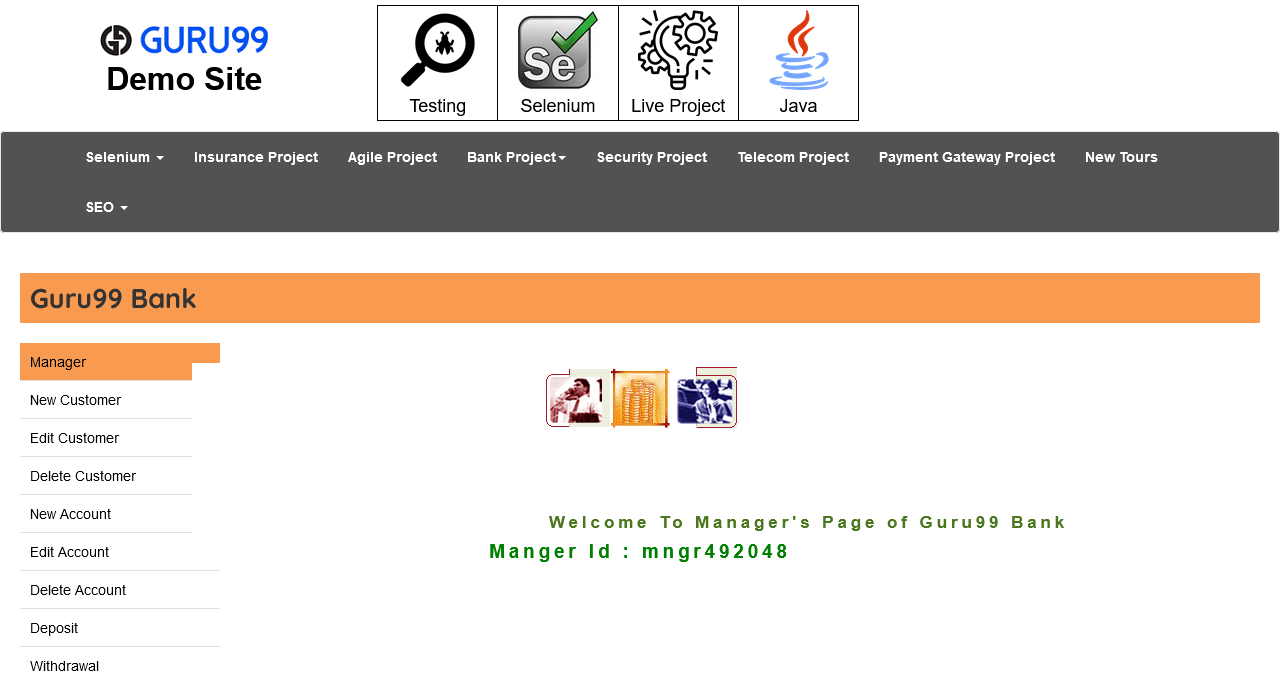 GURU99
Demo Site
Testing
Se
Selenium
Live Project
Java
Selenium
Insurance Project
Agile Project
Bank Project
Security Project
Telecom Project
Payment Gateway Project
New Tours
SEO
Guru99 Bank
Manager
New Customer
Edit Customer
Delete Customer
New Account
Edit Account
Delete Account
Deposit
Withdrawal
Welcome To Manager's Page of Guru99 Bank
Manger Id : mngr492048